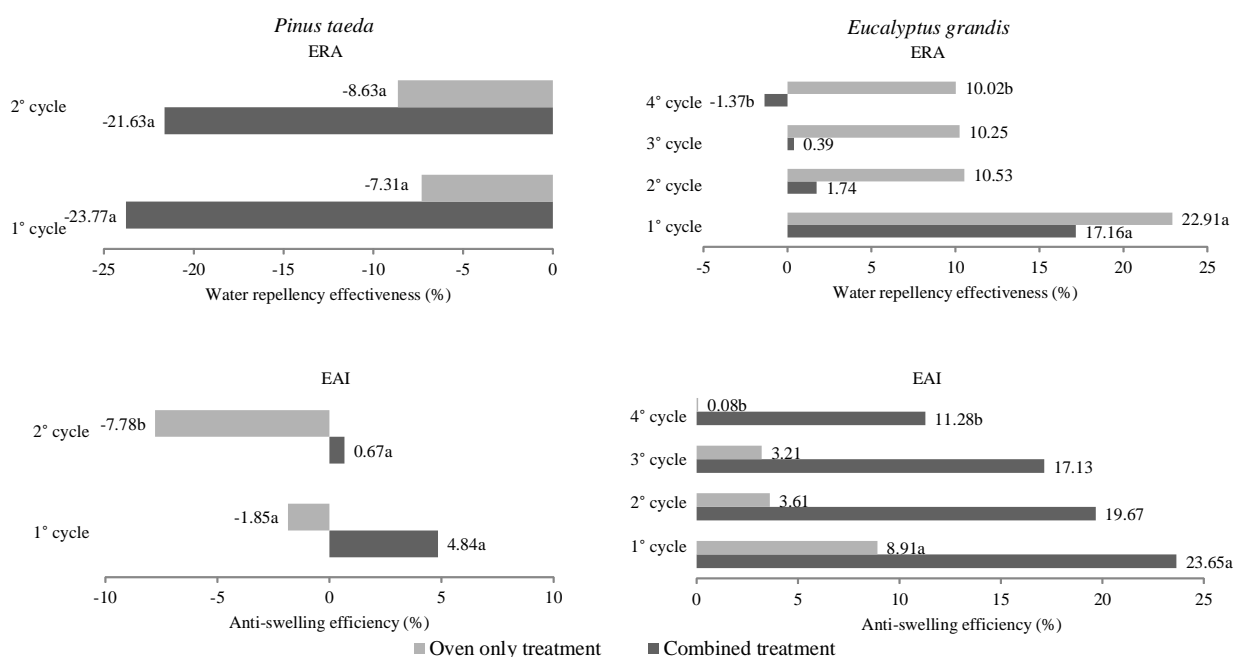 Pinus taeda
ERA
2° cycle
-8.63a
-21.63a
1° cycle
-7.31a
-23.77a
-25 -20 -15 -10 -5 0
Water repellency effectiveness (%)
Eucalyptus grandis
ERA
4° cycle
10.02b
-1.37b
3° cycle
10.25
0.39
2° cycle
10.53
1.74
1° cycle
22.91a
17.16a
-5 0 5 10 15 20 25
Water repellency effectiveness (%)
EAI
2° cycle
-7.78b
0.67a
1° cycle
-1.85a
4.84a
-10 -5 0 5 10
Anti-swelling efficiency (%)
EAI
4° cycle
0.08b
11.28b
3° cycle
3.21
17.13
2° cycle
3.61
19.67
1° cycle
8.91a
23.65a
0 5 10 15 20 25
Anti-swelling efficiency (%)
Oven only treatment Combined treatment